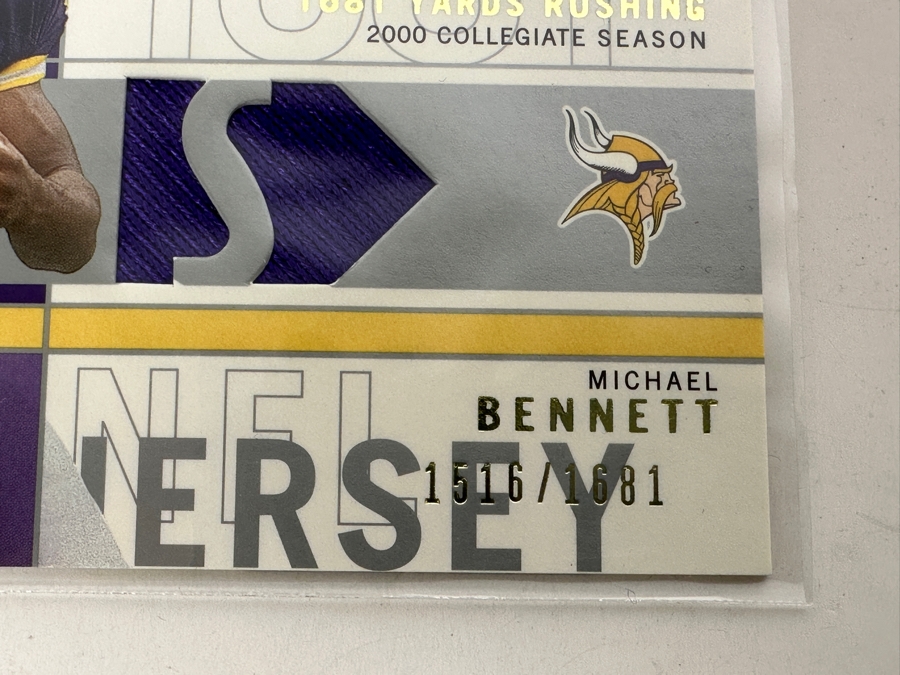 1681 YARDS RUSHING
2000 COLLEGIATE SEASON
S
NFL
JERSEY
MICHAEL
BENNETT
1516/1681